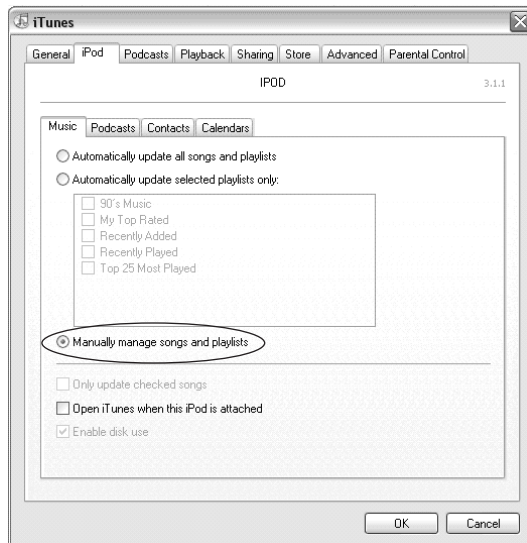 iTunes
General iPod Podcasts Playback Sharing Store Advanced Parental Control
IPOD 3.1.1
Music Podcasts Contacts Calendars
Automatically update all songs and playlists
Automatically update selected playlists only:
90's Music
My Top Rated
Recently Added
Recently Played
Top 25 Most Played
Manually manage songs and playlists
Only update checked songs
Open iTunes when this iPod is attached
Enable disk use
OK Cancel